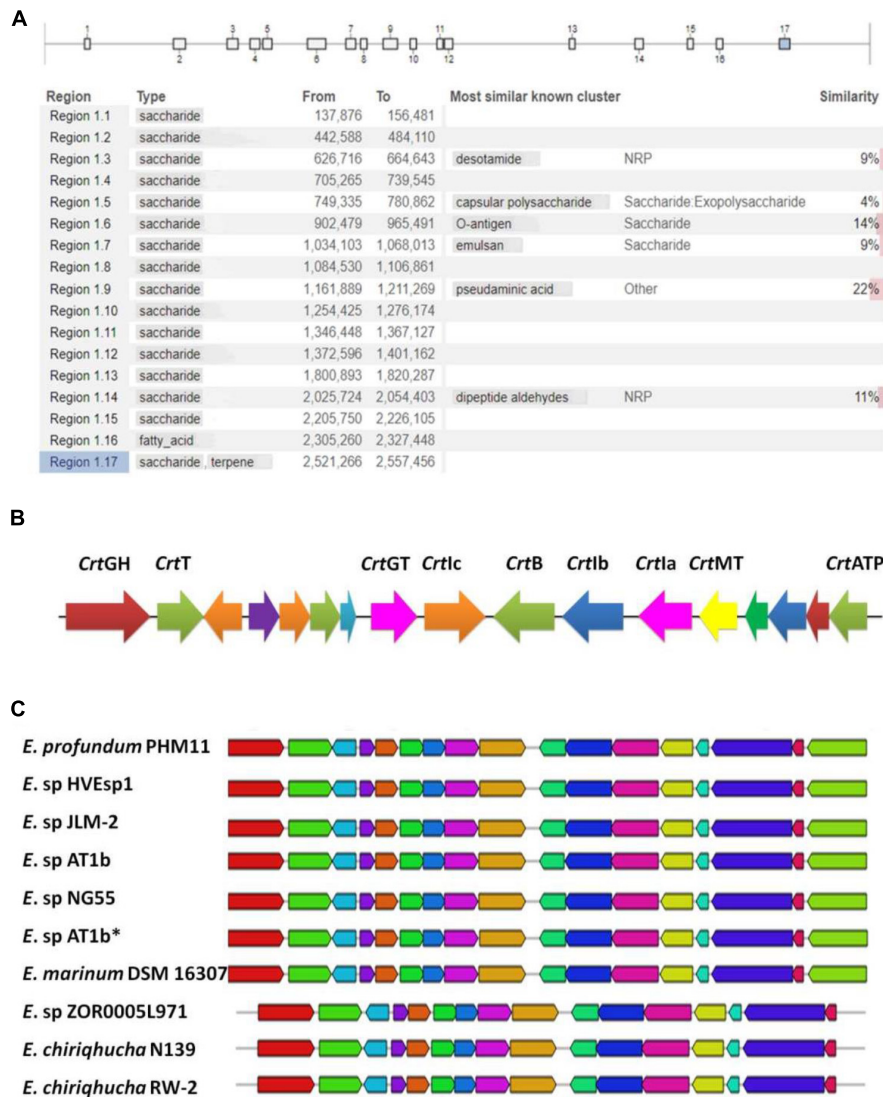 A
1 3 5 7 9 11 13 15 17
2 4 6 8 10 12 14 16
Region Type From To Most similar known cluster Similarity
Region 1.1 saccharide 137,876 156,481
Region 1.2 saccharide 442,588 484,110
Region 1.3 saccharide 626,716 664,643 desotamide NRP 9%
Region 1.4 saccharide 705,265 739,545
Region 1.5 saccharide 749,335 780,862 capsular polysaccharide Saccharide:Exopolysaccharide 4%
Region 1.6 saccharide 902,479 965,491 O-antigen Saccharide 14%
Region 1.7 saccharide 1,034,103 1,068,013 emulsan Saccharide 9%
Region 1.8 saccharide 1,084,530 1,106,861
Region 1.9 saccharide 1,161,889 1,211,269 pseudaminic acid Other 22%
Region 1.10 saccharide 1,254,425 1,276,174
Region 1.11 saccharide 1,346,448 1,367,127
Region 1.12 saccharide 1,372,596 1,401,162
Region 1.13 saccharide 1,800,893 1,820,287
Region 1.14 saccharide 2,025,724 2,054,403 dipeptide aldehydes NRP 11%
Region 1.15 saccharide 2,205,750 2,226,105
Region 1.16 fatty_acid 2,305,260 2,327,448
Region 1.17 saccharide , terpene 2,521,266 2,557,456
B
CrtGH CrtT CrtGT CrtIc CrtB CrtIb CrtIa CrtMT CrtATP
C
E. profundum PHM11
E. sp HVEsp1
E. sp JLM-2
E. sp AT1b
E. sp NG55
E. sp AT1b*
E. marinum DSM 16307
E. sp ZOR0005L971
E. chiriqhucha N139
E. chiriqhucha RW-2